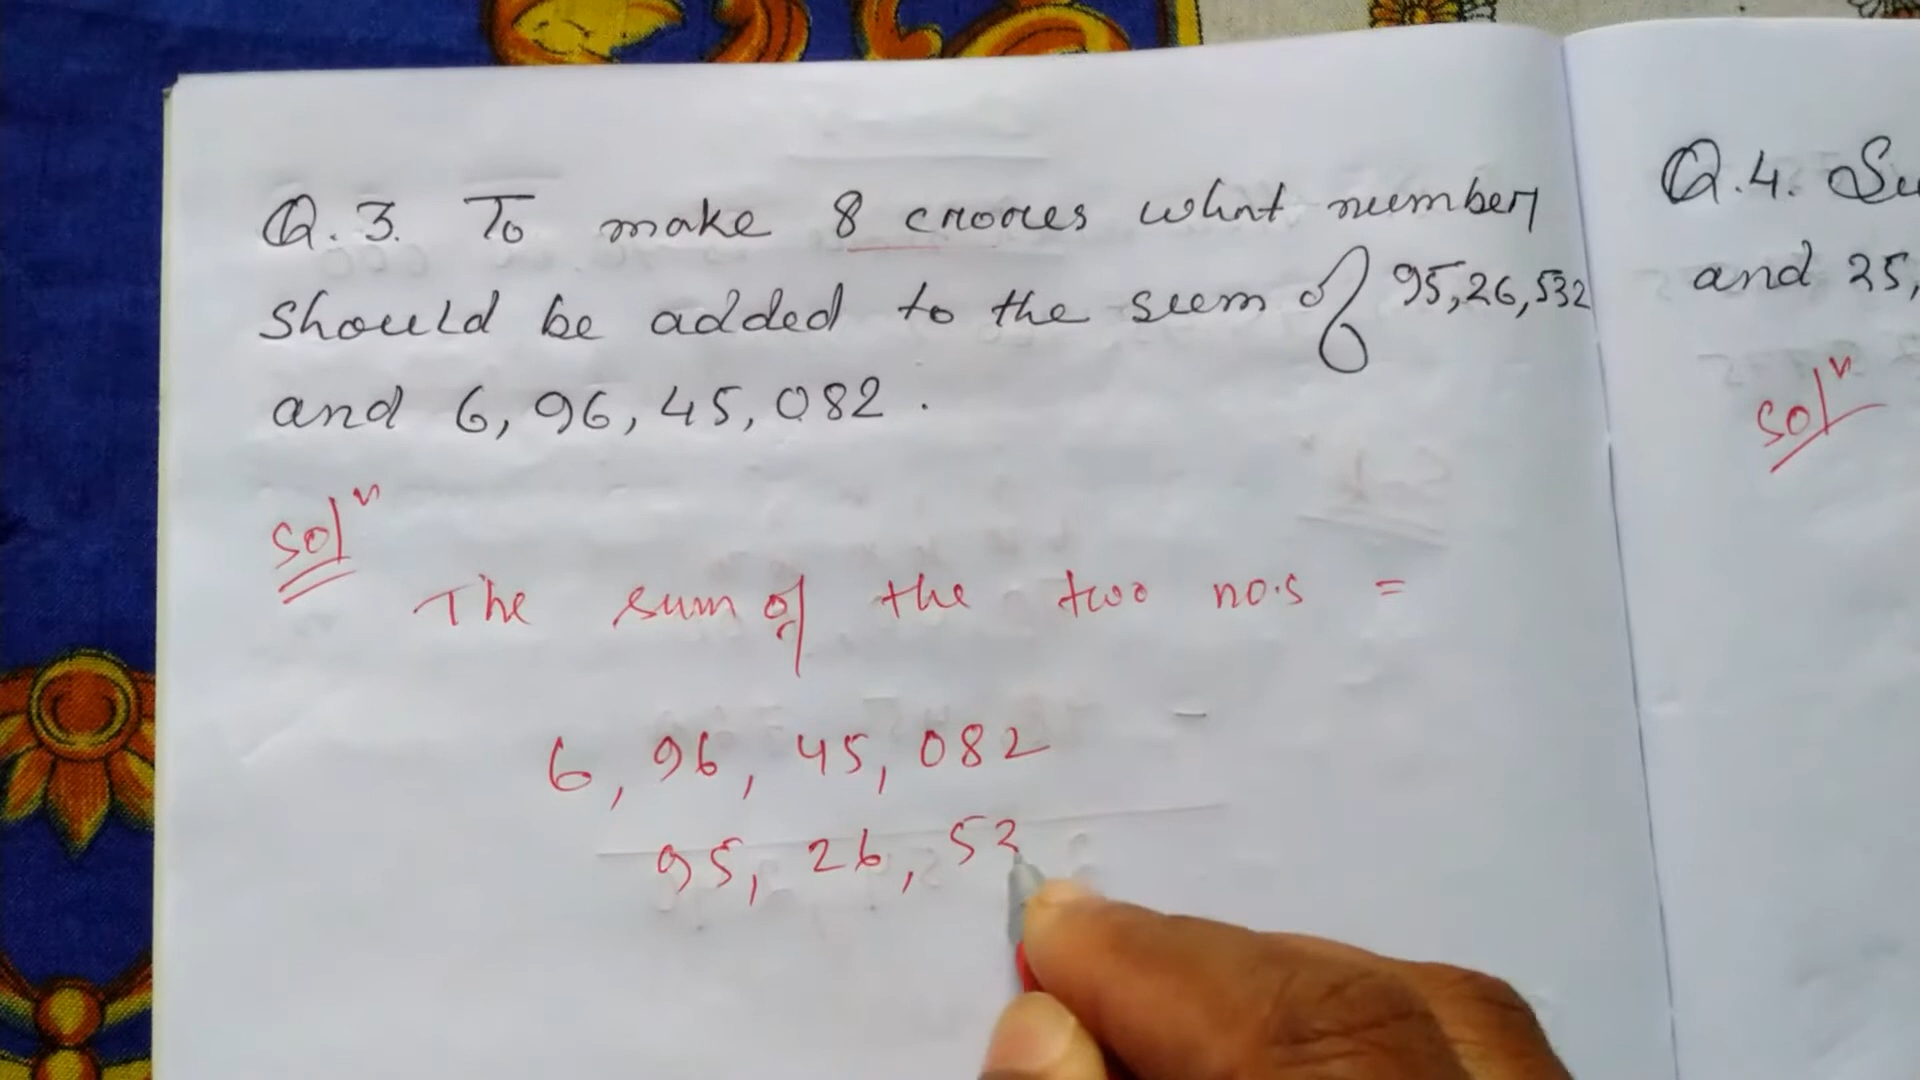 Q.3. To make 8 crores what number
should be added to the sum of 95,26,532
and 6,96,45,082.
Soln
The sum of the two no.s =
6,96,45,082
95,26,53
Q.4. Su
and 25,
Soln